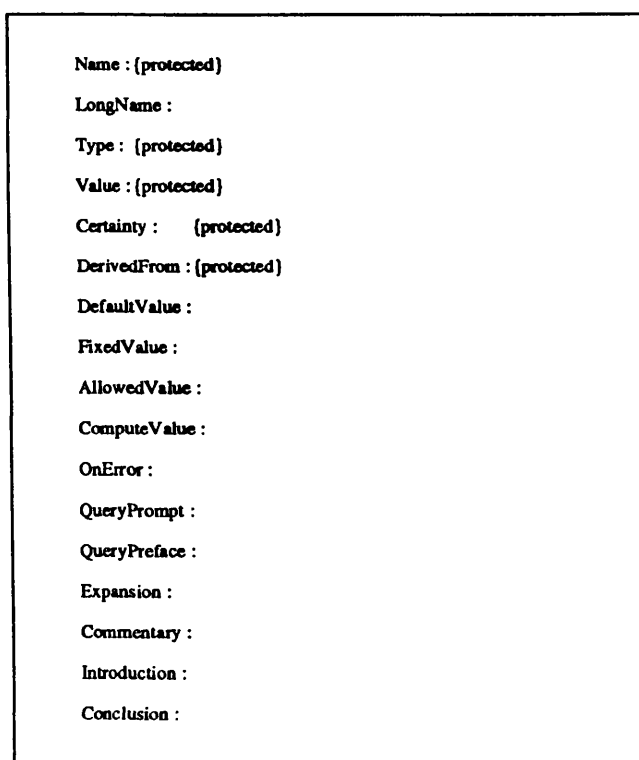 Name : {protected}
LongName :
Type : {protected}
Value : {protected}
Certainty : {protected}
DerivedFrom : {protected}
DefaultValue :
FixedValue :
AllowedValue :
ComputeValue :
OnError :
QueryPrompt :
QueryPreface :
Expansion :
Commentary :
Introduction :
Conclusion :